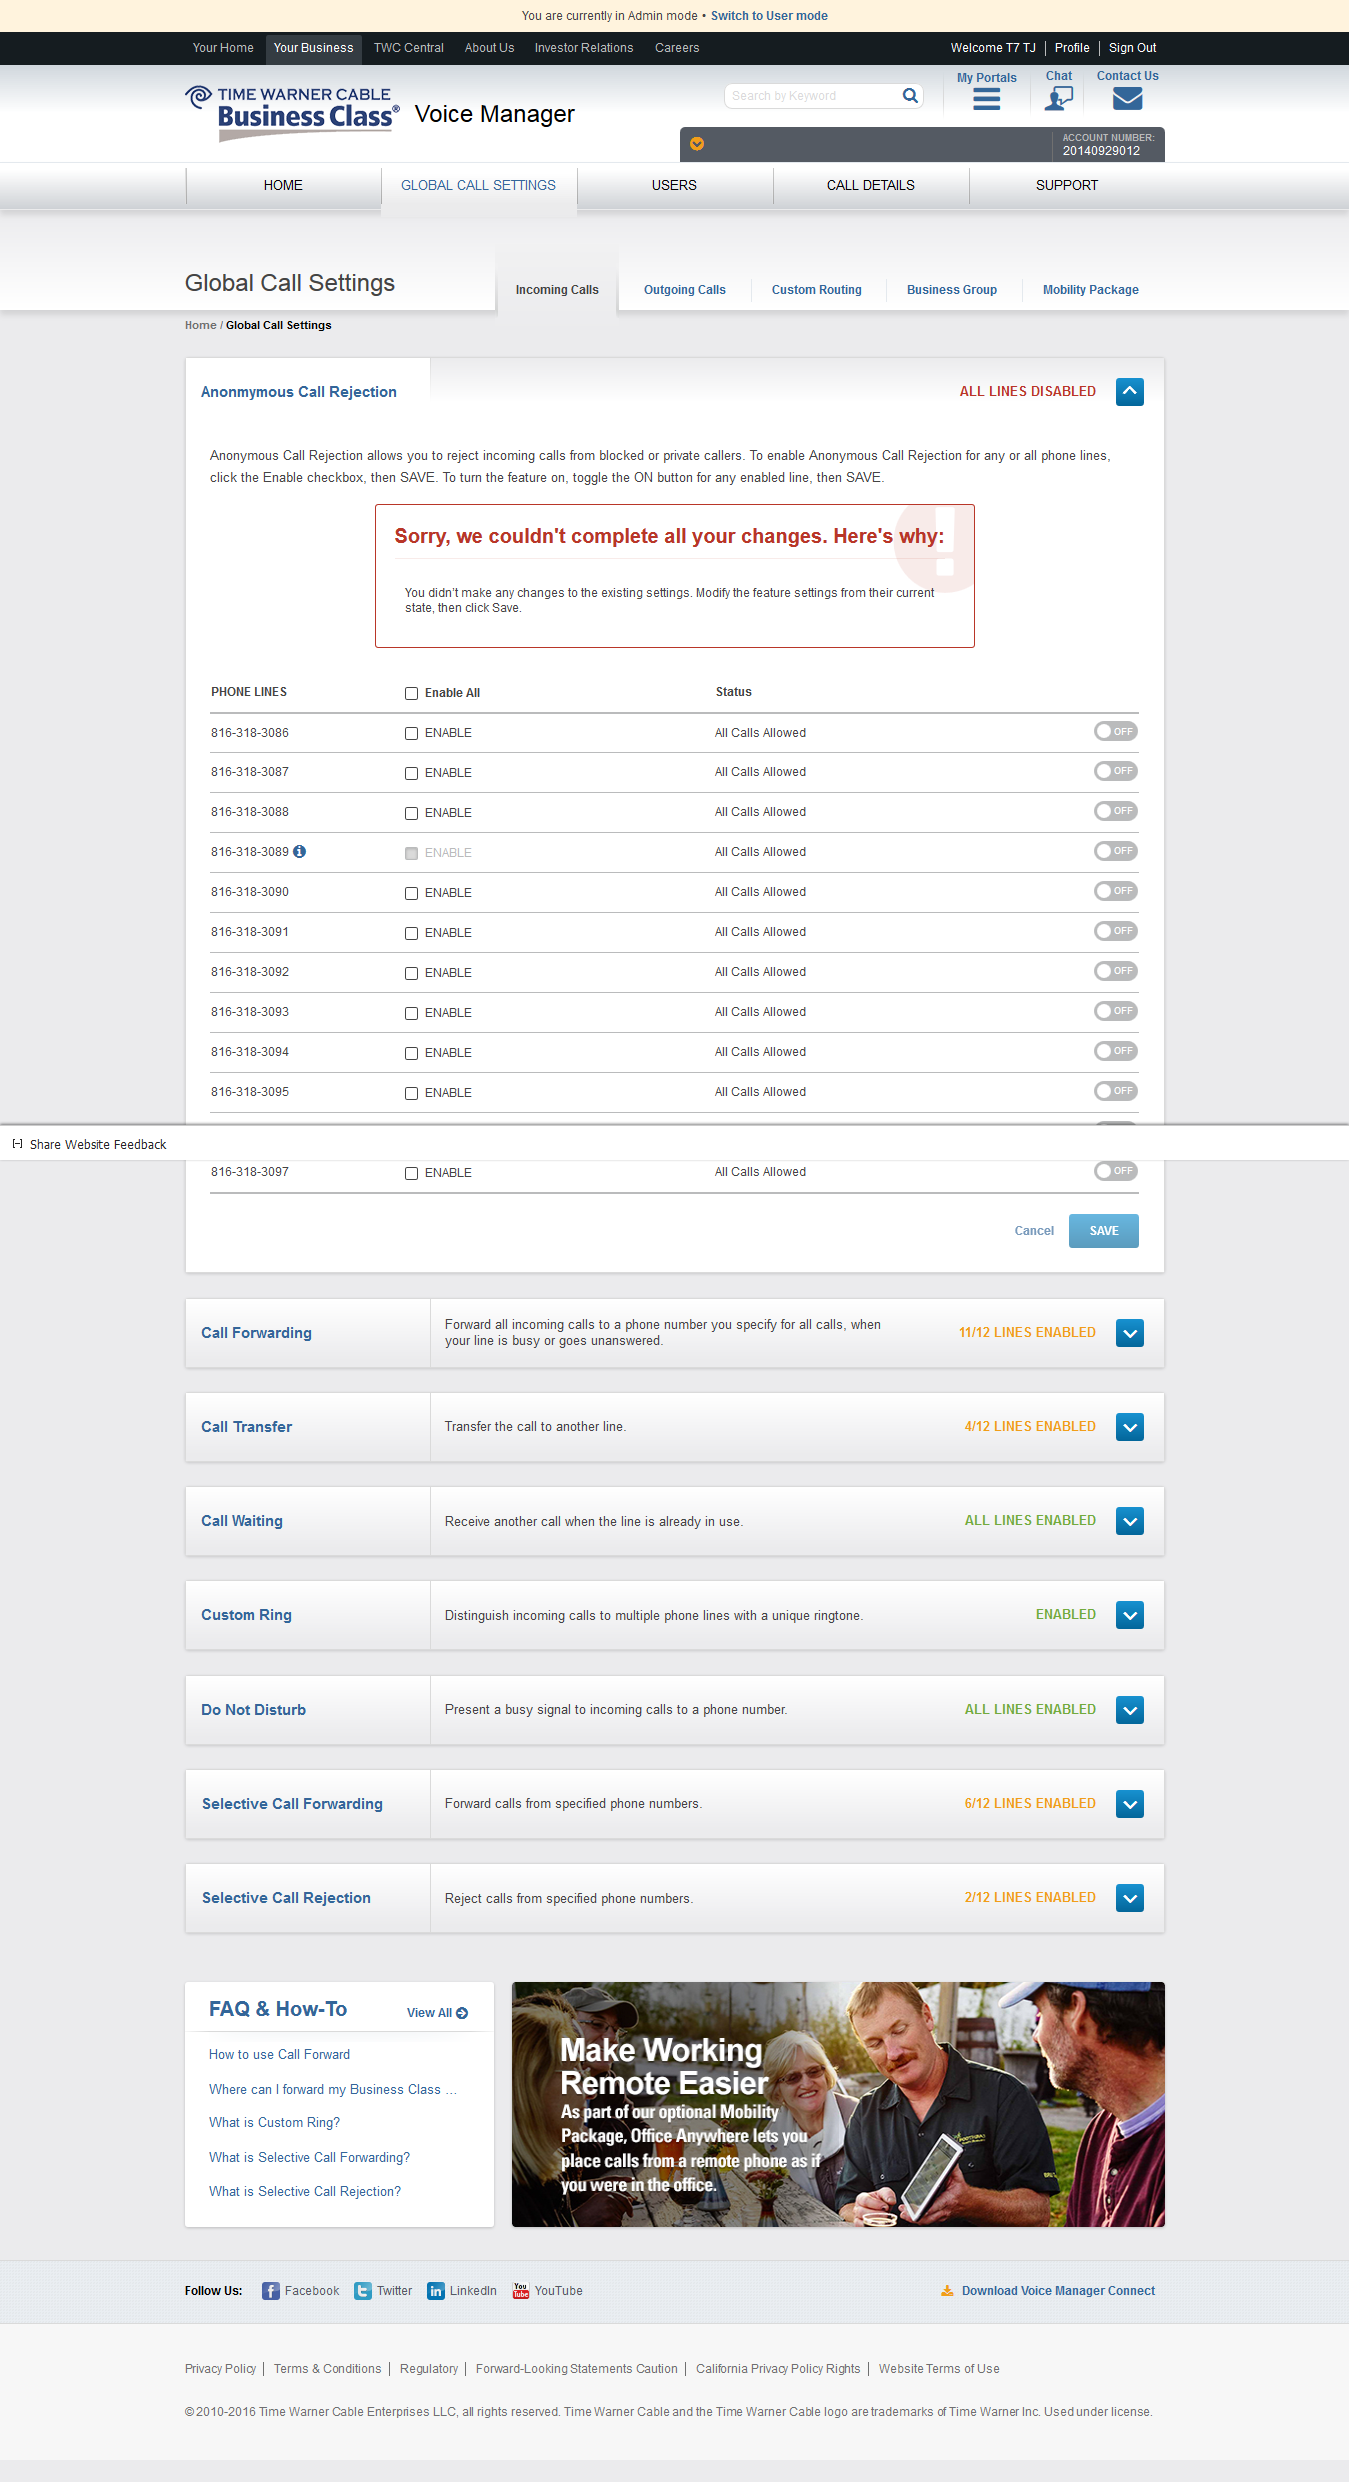 You are currently in Admin mode • Switch to User mode
Your Home Your Business TWC Central About Us Investor Relations Careers Welcome T7 TJ Profile Sign Out
TIME WARNER CABLE
Business Class®
Voice Manager
Search by Keyword
My Portals
Chat
Contact Us
ACCOUNT NUMBER:
20140929012
HOME GLOBAL CALL SETTINGS USERS CALL DETAILS SUPPORT
Global Call Settings
Incoming Calls Outgoing Calls Custom Routing Business Group Mobility Package
Home / Global Call Settings
Anonmymous Call Rejection ALL LINES DISABLED
Anonymous Call Rejection allows you to reject incoming calls from blocked or private callers. To enable Anonymous Call Rejection for any or all phone lines,
click the Enable checkbox, then SAVE. To turn the feature on, toggle the ON button for any enabled line, then SAVE.
Sorry, we couldn't complete all your changes. Here's why:
You didn't make any changes to the existing settings. Modify the feature settings from their current
state, then click Save.
PHONE LINES Enable All Status
816-318-3086 ENABLE All Calls Allowed OFF
816-318-3087 ENABLE All Calls Allowed OFF
816-318-3088 ENABLE All Calls Allowed OFF
816-318-3089 ENABLE All Calls Allowed OFF
816-318-3090 ENABLE All Calls Allowed OFF
816-318-3091 ENABLE All Calls Allowed OFF
816-318-3092 ENABLE All Calls Allowed OFF
816-318-3093 ENABLE All Calls Allowed OFF
816-318-3094 ENABLE All Calls Allowed OFF
816-318-3095 ENABLE All Calls Allowed OFF
[-] Share Website Feedback
816-318-3097 ENABLE All Calls Allowed OFF
Cancel SAVE
Call Forwarding
Forward all incoming calls to a phone number you specify for all calls, when
your line is busy or goes unanswered.
11/12 LINES ENABLED
Call Transfer Transfer the call to another line. 4/12 LINES ENABLED
Call Waiting Receive another call when the line is already in use. ALL LINES ENABLED
Custom Ring Distinguish incoming calls to multiple phone lines with a unique ringtone. ENABLED
Do Not Disturb Present a busy signal to incoming calls to a phone number. ALL LINES ENABLED
Selective Call Forwarding Forward calls from specified phone numbers. 6/12 LINES ENABLED
Selective Call Rejection Reject calls from specified phone numbers. 2/12 LINES ENABLED
FAQ & How-To View All
How to use Call Forward
Where can I forward my Business Class ...
What is Custom Ring?
What is Selective Call Forwarding?
What is Selective Call Rejection?
Make Working
Remote Easier
As part of our optional Mobility
Package, Office Anywhere lets you
place calls from a remote phone as if
you were in the office.
Follow Us: Facebook Twitter LinkedIn YouTube Download Voice Manager Connect
Privacy Policy Terms & Conditions Regulatory Forward-Looking Statements Caution California Privacy Policy Rights Website Terms of Use
© 2010-2016 Time Warner Cable Enterprises LLC, all rights reserved. Time Warner Cable and the Time Warner Cable logo are trademarks of Time Warner Inc. Used under license.